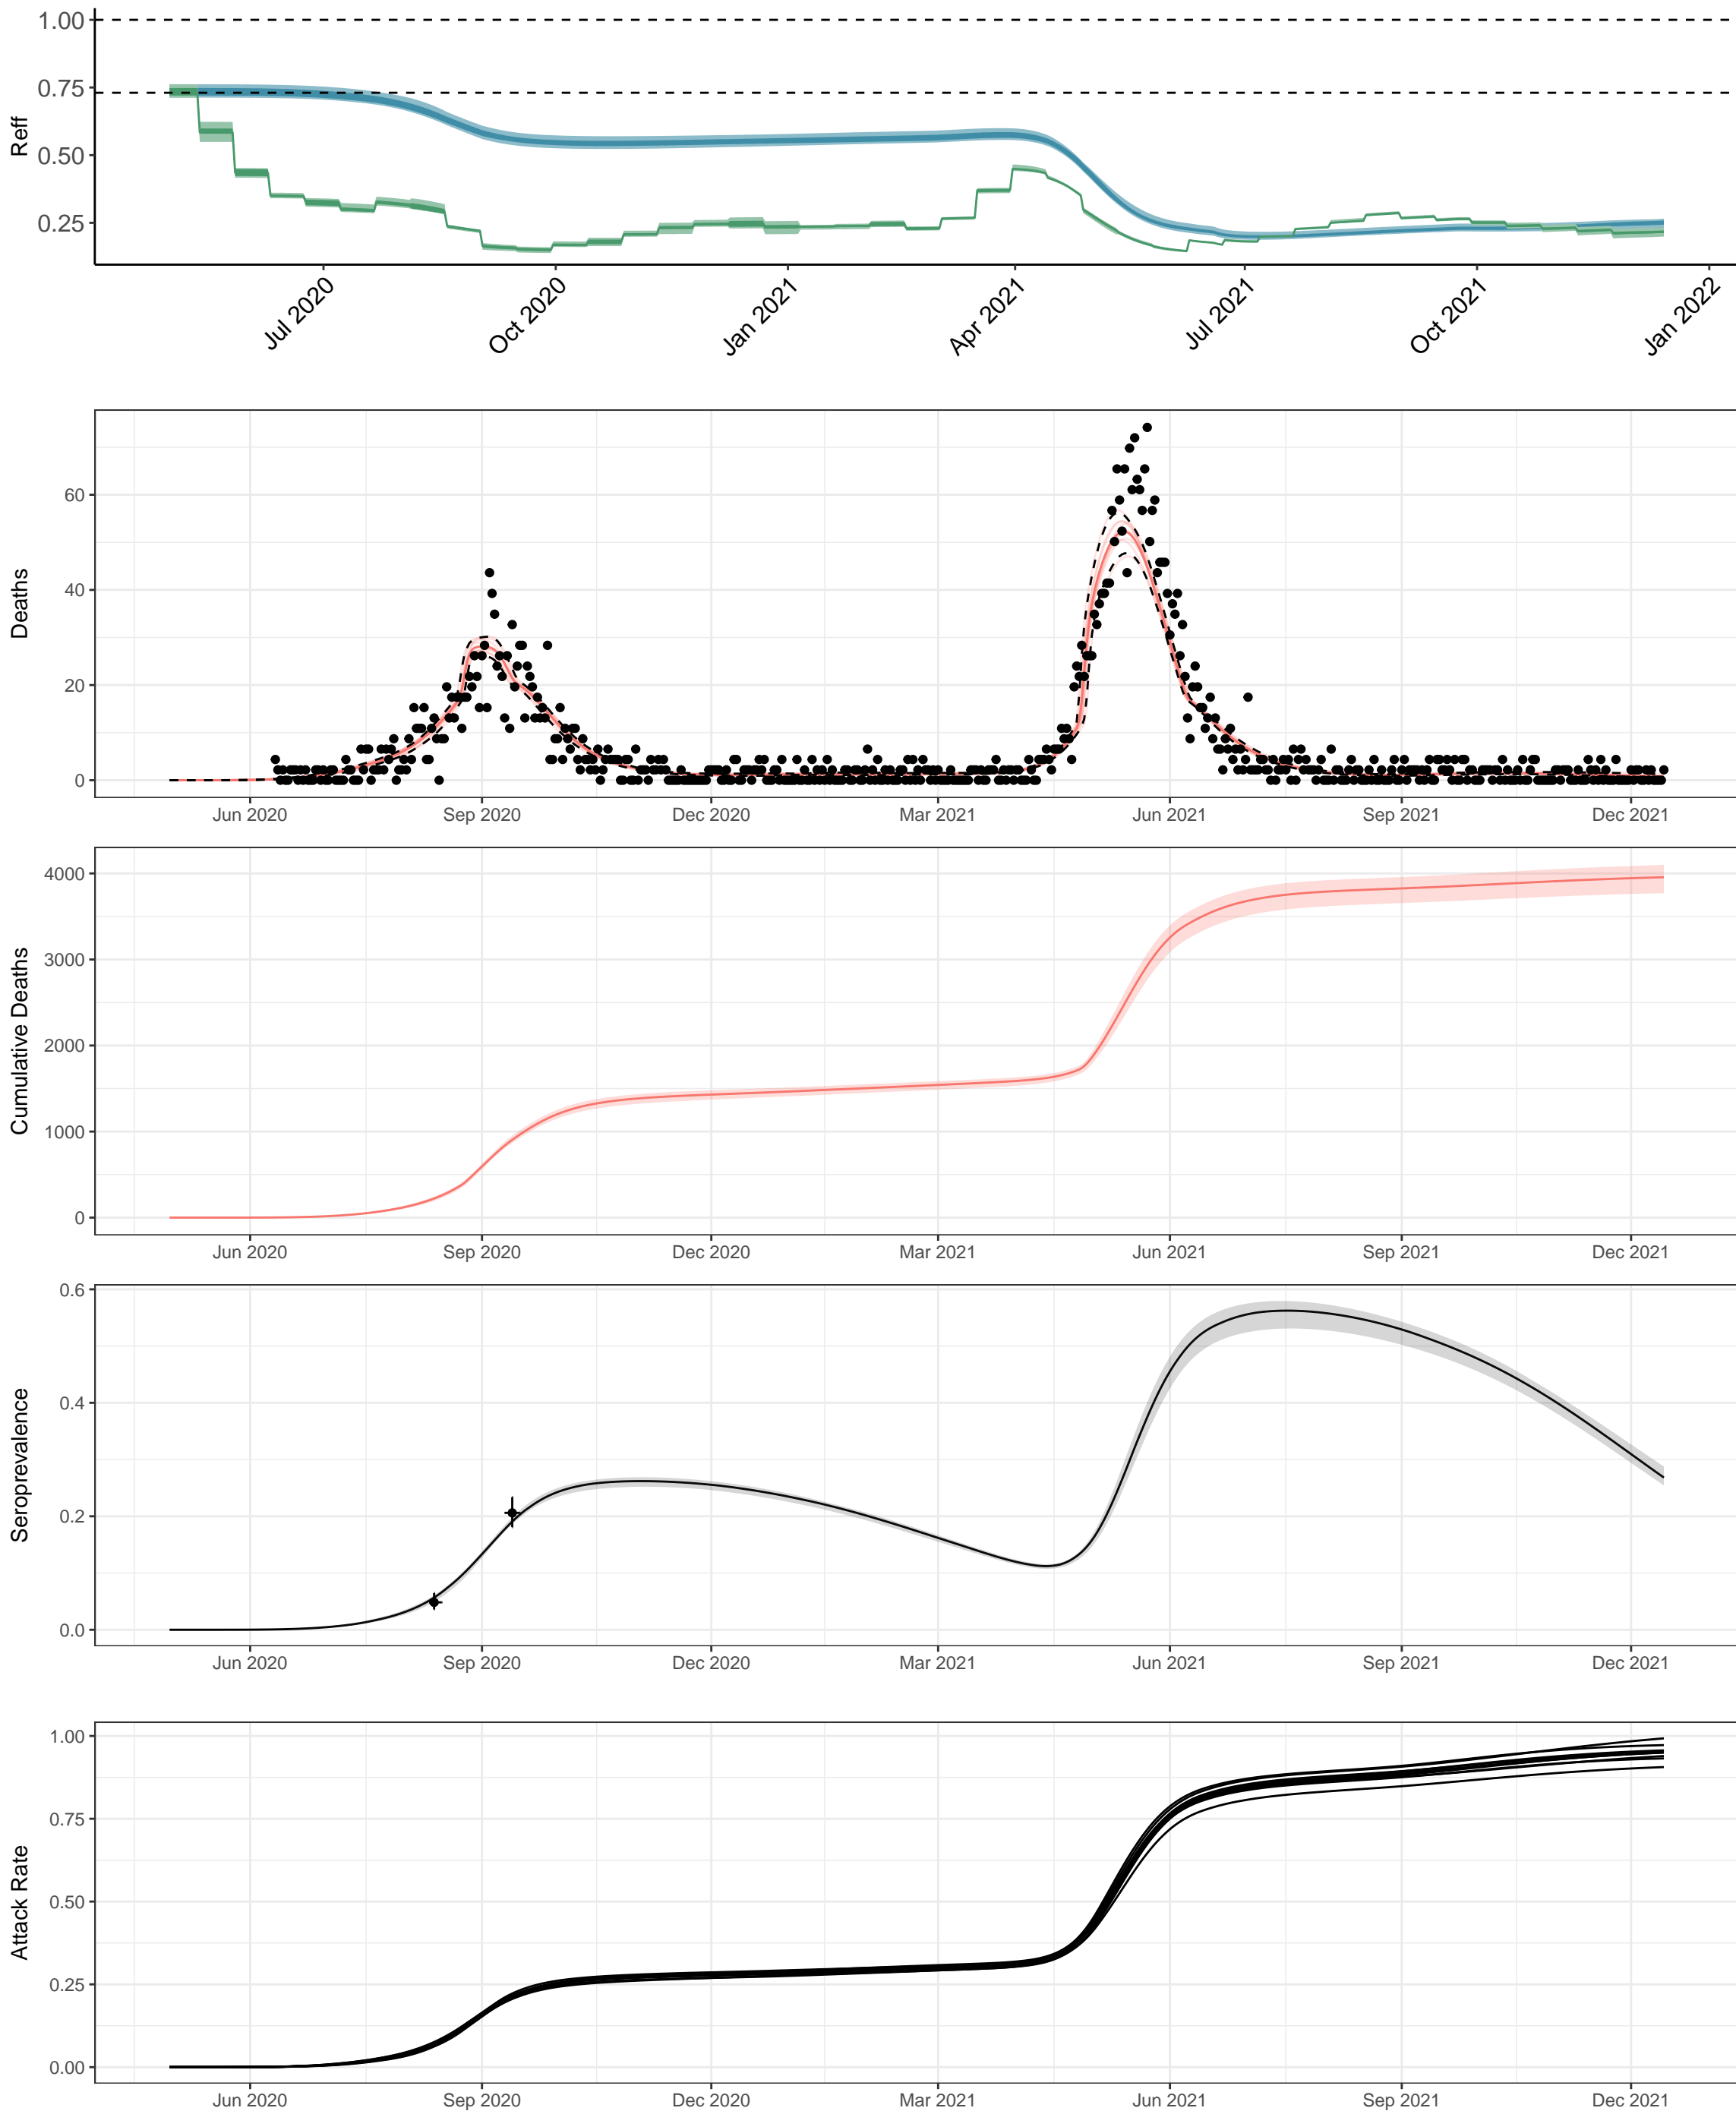 Reff
1.00
0.75
0.50
0.25
Jul 2020
Oct 2020
Jan 2021
Apr 2021
Jul 2021
Oct 2021
Jan 2022
Deaths
60
40
20
0
Jun 2020
Sep 2020
Dec 2020
Mar 2021
Jun 2021
Sep 2021
Dec 2021
Cumulative Deaths
4000
3000
2000
1000
0
Jun 2020
Sep 2020
Dec 2020
Mar 2021
Jun 2021
Sep 2021
Dec 2021
Seroprevalence
0.6
0.4
0.2
0.0
Jun 2020
Sep 2020
Dec 2020
Mar 2021
Jun 2021
Sep 2021
Dec 2021
Attack Rate
1.00
0.75
0.50
0.25
0.00
Jun 2020
Sep 2020
Dec 2020
Mar 2021
Jun 2021
Sep 2021
Dec 2021